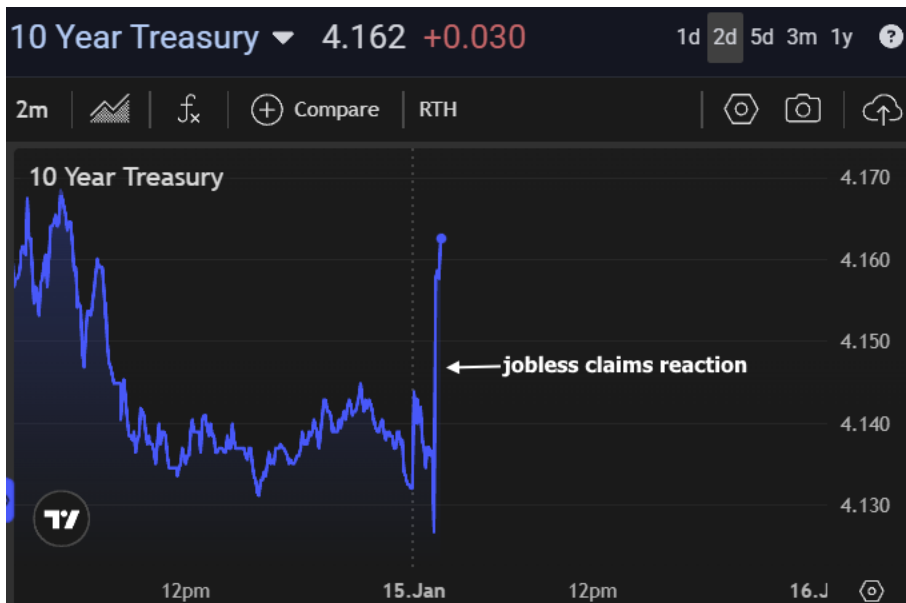 10 Year Treasury 4.162 +0.030 1d 2d 5d 3m 1y ?
2m fx Compare RTH
10 Year Treasury
4.170
4.160
4.150
jobless claims reaction
4.140
4.130
12pm 15.Jan 12pm 16.J